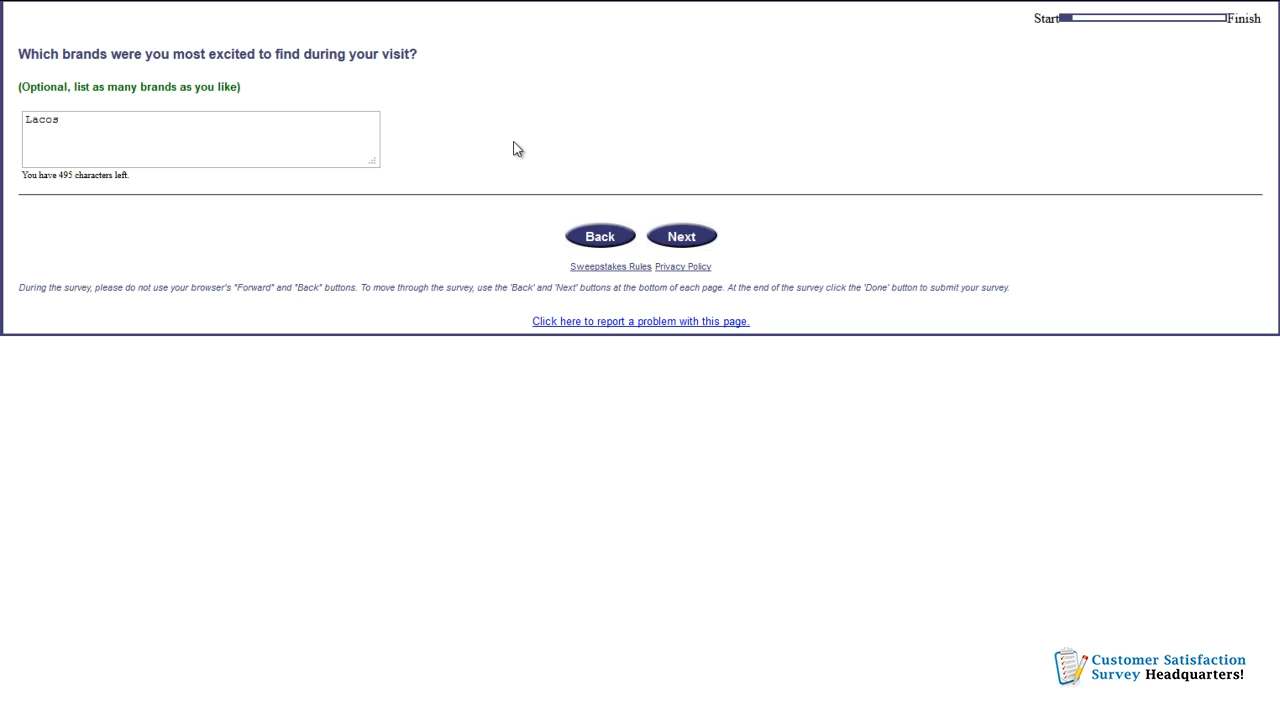 Start Finish
Which brands were you most excited to find during your visit?
(Optional, list as many brands as you like)
Lacos
You have 495 characters left.
Back Next
Sweepstakes Rules Privacy Policy
During the survey, please do not use your browser's "Forward" and "Back" buttons. To move through the survey, use the 'Back' and 'Next' buttons at the bottom of each page. At the end of the survey click the 'Done' button to submit your survey.
Click here to report a problem with this page.
Customer Satisfaction
Survey Headquarters!